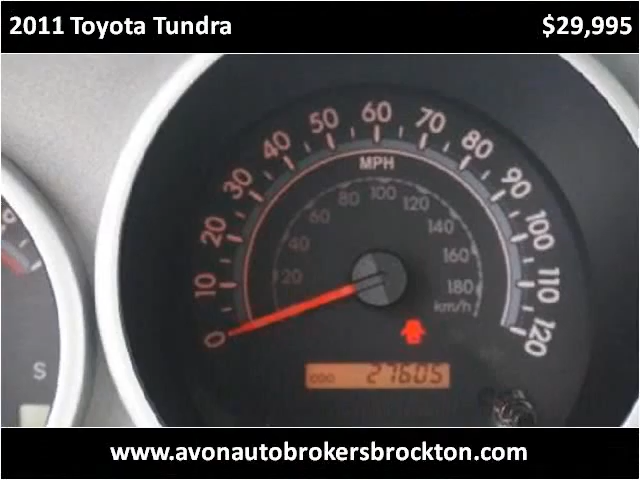 2011 Toyota Tundra $29,995
60
50 70
40 80
MPH
30 90
80 100 120
60 140
20 100
40 160
10 20 180 110
km/h
0 120
ODO 27605
S
www.avonautobrokersbrockton.com